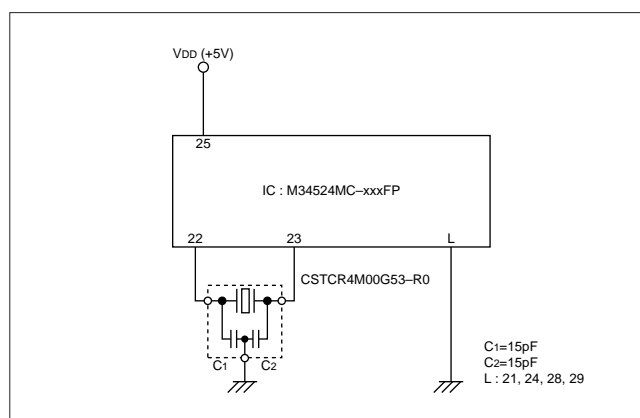 VDD (+5V)
25
IC : M34524MC–xxxFP
22 23 L
CSTCR4M00G53–R0
C1 C2
C1=15pF
C2=15pF
L : 21, 24, 28, 29